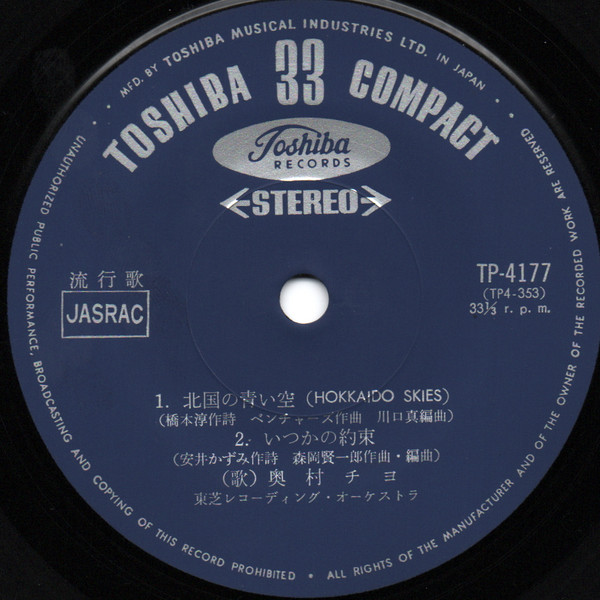 MFD. BY TOSHIBA MUSICAL INDUSTRIES LTD. IN JAPAN
TOSHIBA 33 COMPACT
Toshiba
RECORDS
STEREO
流行歌
JASRAC
TP-4177
(TP4-353)
33⅓ r. p. m.
1. 北国の青い空 (HOKKAIDO SKIES)
(橋本淳作詩 ベンチャーズ作曲 川口真編曲)
2. いつかの約束
(安井かずみ作詩 森岡賢一郎作曲・編曲)
(歌) 奥村チヨ
東芝レコーディング・オーケストラ
UNAUTHORIZED PUBLIC PERFORMANCE, BROADCASTING AND COPYING OF THIS RECORD PROHIBITED * ALL RIGHTS OF THE MANUFACTURER AND OF THE OWNER OF THE RECORDED WORK ARE RESERVED